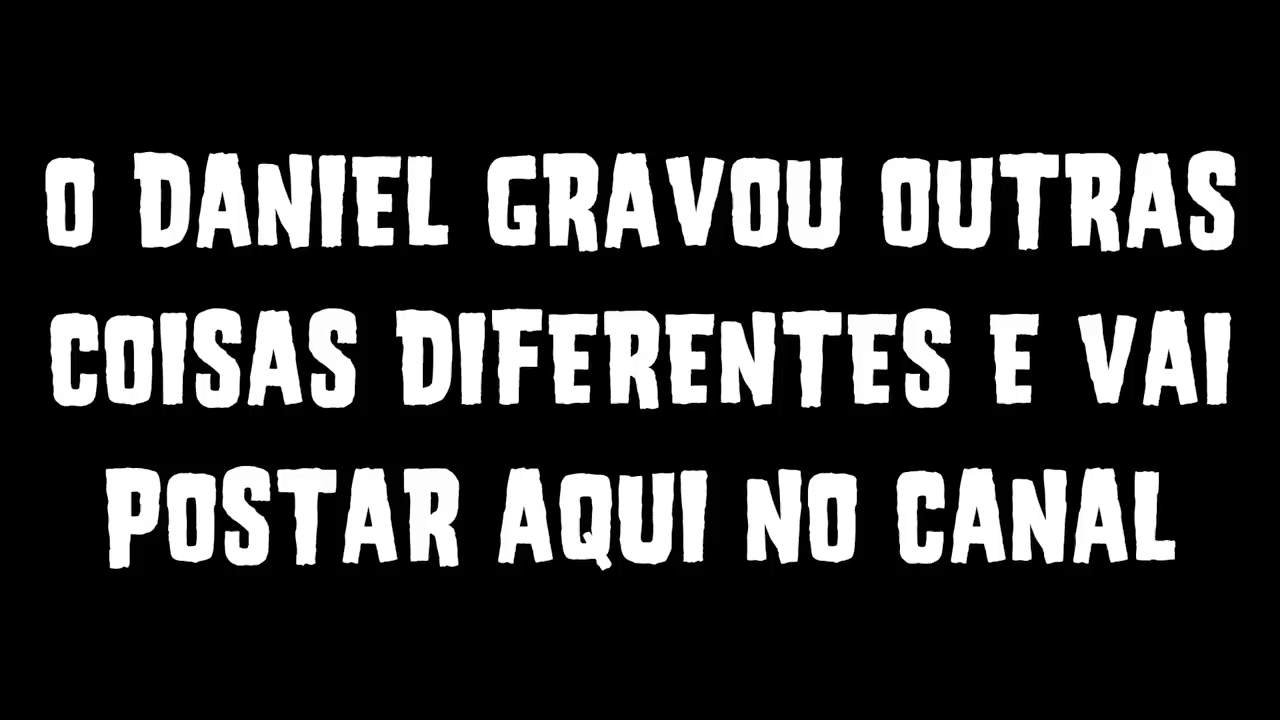 O DANIEL GRAVOU OUTRAS
COISAS DIFERENTES E VAI
POSTAR AQUI NO CANAL